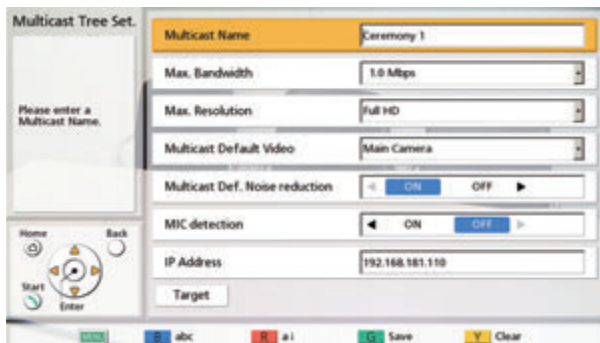 Multicast Tree Set.
Please enter a
Multicast Name.
Multicast Name
Ceremony 1
Max. Bandwidth
1.0 Mbps
Max. Resolution
Full HD
Multicast Default Video
Main Camera
Multicast Def. Noise reduction
ON OFF
MIC detection
ON OFF
IP Address
192.168.181.110
Target
Home Back
Start
Enter
MENU B abc R a↓ G Save Y Clear